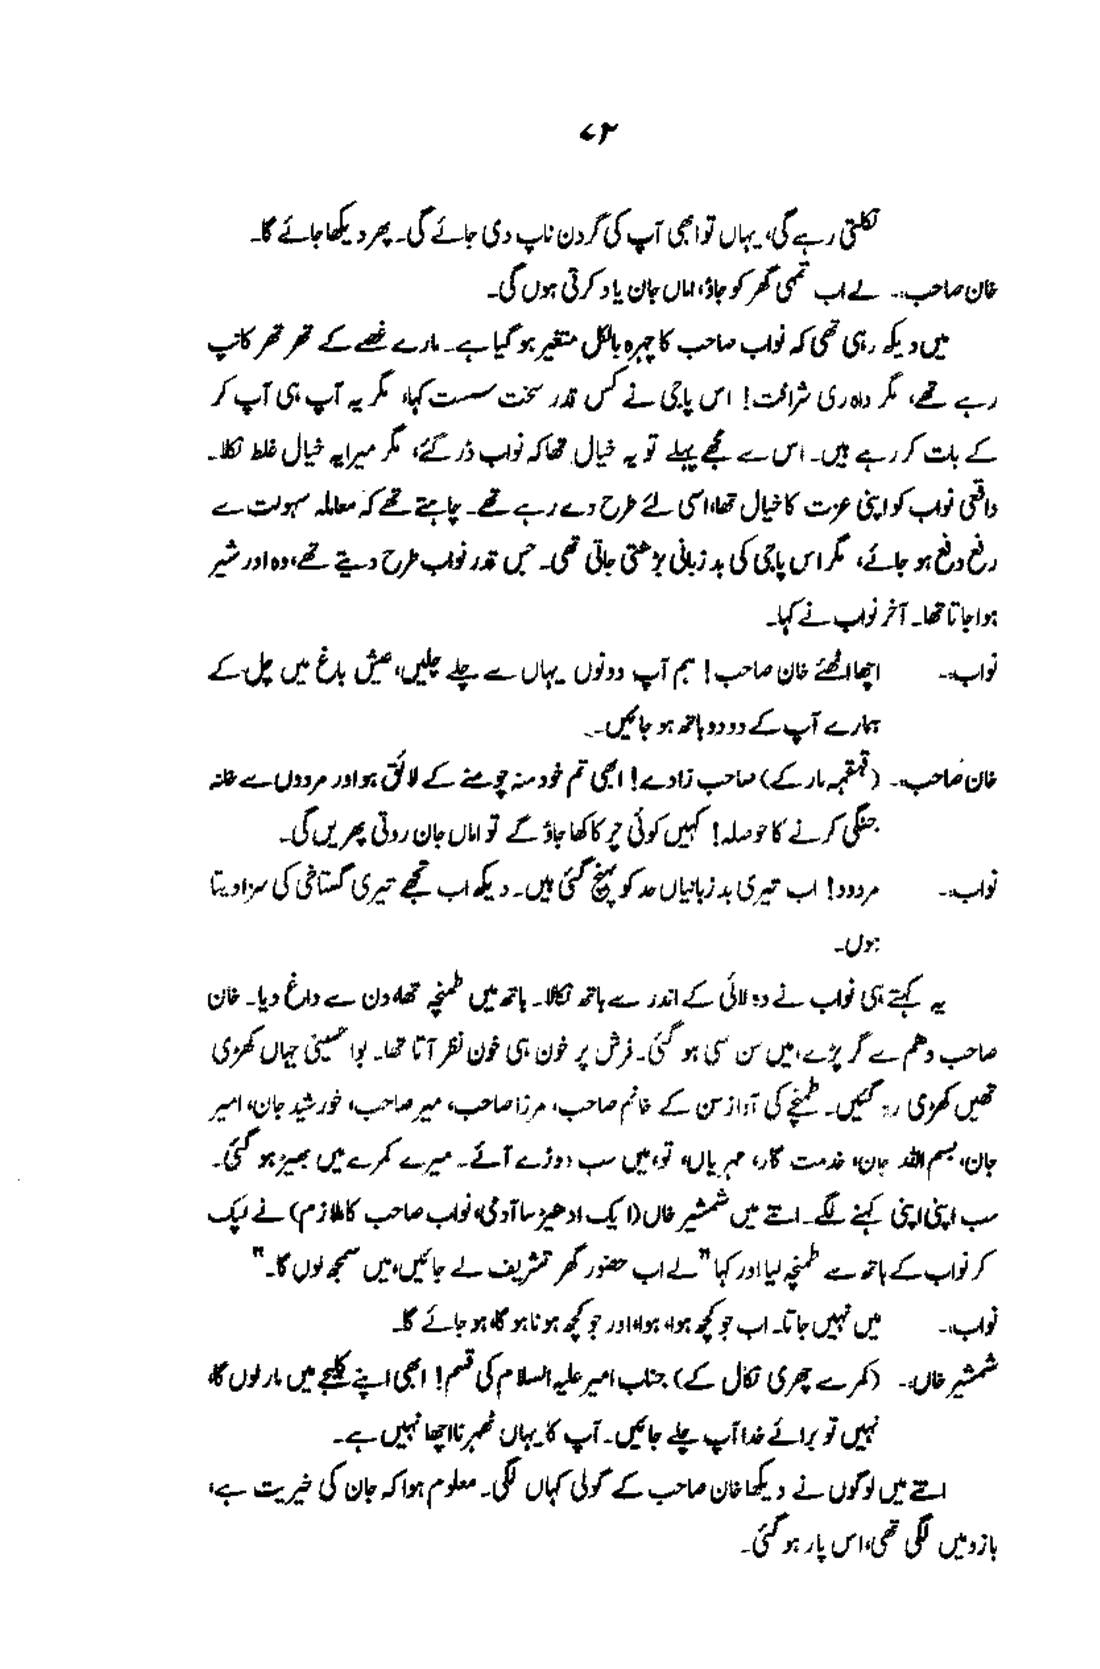 ۷۲
نکلتی رہے گی، یہاں تو ابھی آپ کی گردن ناپ دی جائے گی۔ پھر دیکھا جائے گا۔
خان صاحب:۔ لے اب تمھی گھر کو جاؤ، اماں جان یاد کرتی ہوں گی۔
میں دیکھ رہی تھی کہ نواب صاحب کا چہرہ بالکل متغیر ہو گیا ہے۔ مارے غصے کے تھر تھر کانپ
رہے تھے، مگر واہ ری شرافت! اس پاجی نے کس قدر سخت سست کہا، مگر یہ آپ ہی آپ کر
کے بات کر رہے ہیں۔ اس سے مجھے پہلے تو یہ خیال تھا کہ نواب ڈر گئے، مگر میرا یہ خیال غلط نکلا۔
واقعی نواب کو اپنی عزت کا خیال تھا، اسی لئے طرح دے رہے تھے۔ چاہتے تھے کہ معاملہ سہولت سے
رفع دفع ہو جائے، مگر اس پاجی کی بد زبانی بڑھتی جاتی تھی۔ جس قدر نواب طرح دیتے تھے، وہ اور شیر
ہوا جاتا تھا۔ آخر نواب نے کہا۔
نواب:۔ اچھا اٹھئے خان صاحب! ہم آپ دونوں یہاں سے چلے چلیں، عیش باغ میں چل کے
ہمارے آپ کے دو دو ہاتھ ہو جائیں۔
خان صاحب:۔ (قہقہہ مار کے) صاحب زادے! ابھی تم خود منہ چومنے کے لائق ہو اور مردوں سے خانہ
جنگی کرنے کا حوصلہ! کہیں کوئی چرکا کھا جاؤ گے تو اماں جان روتی پھریں گی۔
نواب:۔ مردود! اب تیری بد زبانیاں حد کو پہنچ گئی ہیں۔ دیکھ اب تجھے تیری گستاخی کی سزا دیتا
ہوں۔
یہ کہتے ہی نواب نے دولائی کے اندر سے ہاتھ نکالا۔ ہاتھ میں طمنچہ تھا، دن سے داغ دیا۔ خان
صاحب دھم سے گر پڑے، میں سن سی ہو گئی۔ فرش پر خون ہی خون نظر آتا تھا۔ بوا حسینی جہاں کھڑی
تھیں کھڑی رہ گئیں۔ طمنچے کی آواز سن کے خانم صاحب، مرزا صاحب، میر صاحب، خورشید جان، امیر
جان، بسم اللہ جان، خدمت گار، مہریاں، توءیں سب دوڑے آئے۔ میرے کمرے میں بھیڑ ہو گئی۔
سب اپنی اپنی کہنے لگے۔ اتنے میں شمشیر خاں (ایک ادھیڑ سا آدمی، نواب صاحب کا ملازم) نے لپک
کر نواب کے ہاتھ سے طمنچہ لیا اور کہا "لے اب حضور گھر تشریف لے جائیں، میں سمجھ لوں گا۔"
نواب:۔ میں نہیں جاتا۔ اب جو کچھ ہوا، ہوا، اور جو کچھ ہونا ہو گا، ہو جائے گا۔
شمشیر خاں:۔ (کمر سے چھری نکال کے) جناب امیر علیہ السلام کی قسم! ابھی اپنے کلیجے میں مار لوں گا،
نہیں تو برائے خدا آپ چلے جائیں۔ آپ کا یہاں ٹھہرنا اچھا نہیں ہے۔
اتنے میں لوگوں نے دیکھا خان صاحب کے گولی کہاں لگی۔ معلوم ہوا کہ جان کی خیریت ہے،
بازو میں لگی تھی، اس پار ہو گئی۔